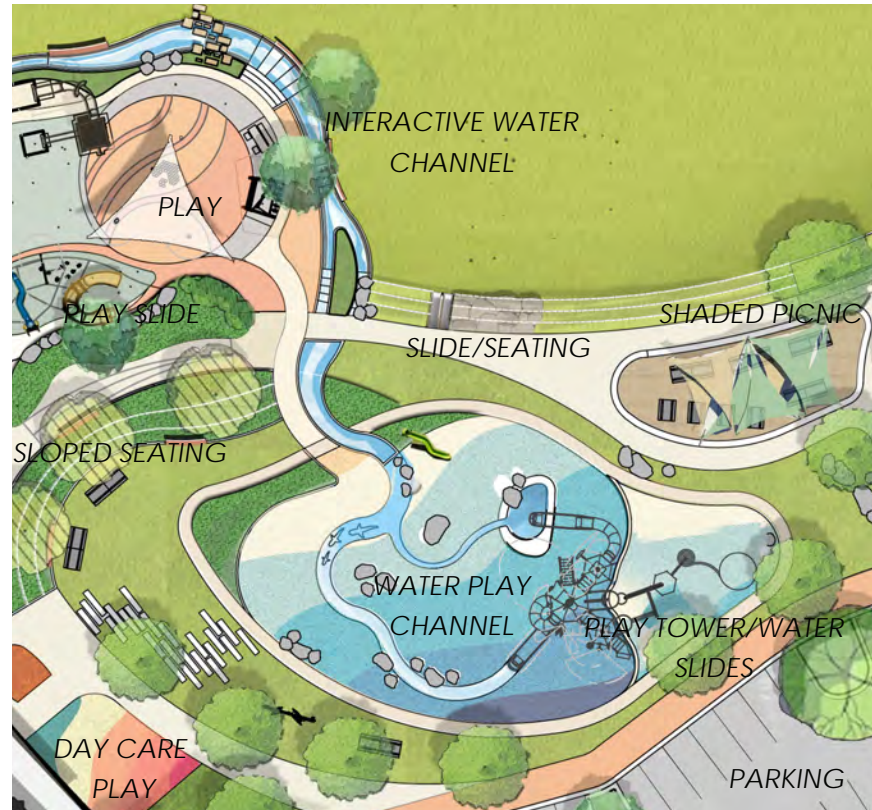 INTERACTIVE WATER
CHANNEL
PLAY
PLAY SLIDE
SHADED PICNIC
SLIDE/SEATING
SLOPED SEATING
WATER PLAY
CHANNEL
PLAY TOWER/WATER
SLIDES
DAY CARE
PLAY
PARKING